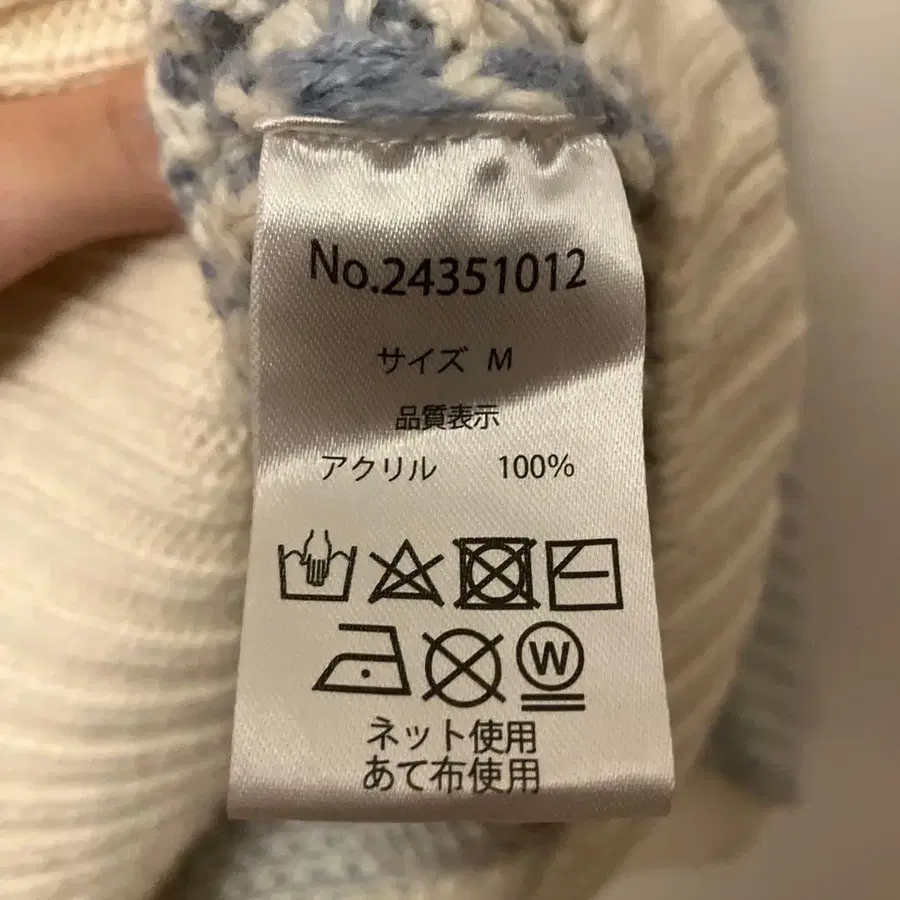 No.24351012
サイズ M
品質表示
アクリル 100%
W
ネット使用
あて布使用